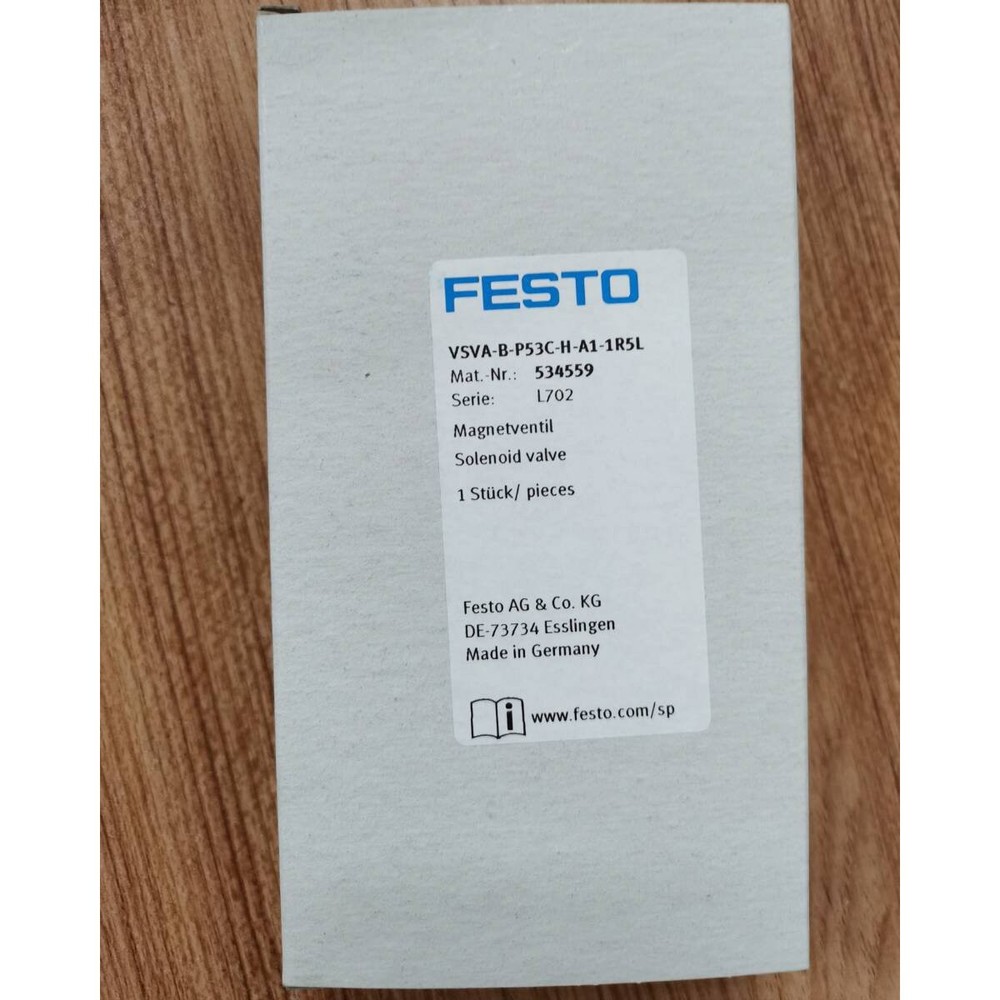 FESTO
VSVA-B-P53C-H-A1-1R5L
Mat.-Nr.: 534559
Serie: L702
Magnetventil
Solenoid valve
1 Stück/ pieces
Festo AG & Co. KG
DE-73734 Esslingen
Made in Germany
i www.festo.com/sp